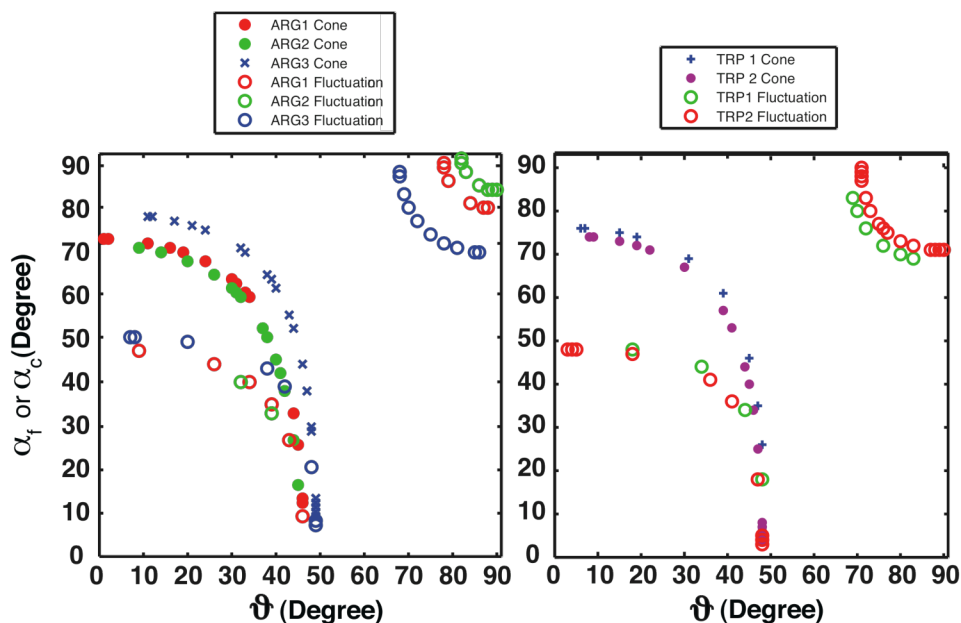 ARG1 Cone
ARG2 Cone
ARG3 Cone
ARG1 Fluctuation
ARG2 Fluctuation
ARG3 Fluctuation
TRP 1 Cone
TRP 2 Cone
TRP1 Fluctuation
TRP2 Fluctuation
α_f or α_c(Degree)
90
80
70
60
50
40
30
20
10
0
0 10 20 30 40 50 60 70 80 90
ϑ (Degree)
90
80
70
60
50
40
30
20
10
0
0 10 20 30 40 50 60 70 80 90
ϑ (Degree)